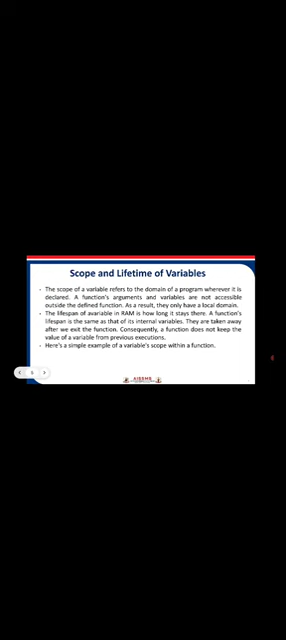 Scope and Lifetime of Variables
- The scope of a variable refers to the domain of a program wherever it is
declared. A function's arguments and variables are not accessible
outside the defined function. As a result, they only have a local domain.
- The lifespan of avariable in RAM is how long it stays there. A function's
lifespan is the same as that of its internal variables. They are taken away
after we exit the function. Consequently, a function does not keep the
value of a variable from previous executions.
- Here's a simple example of a variable's scope within a function.